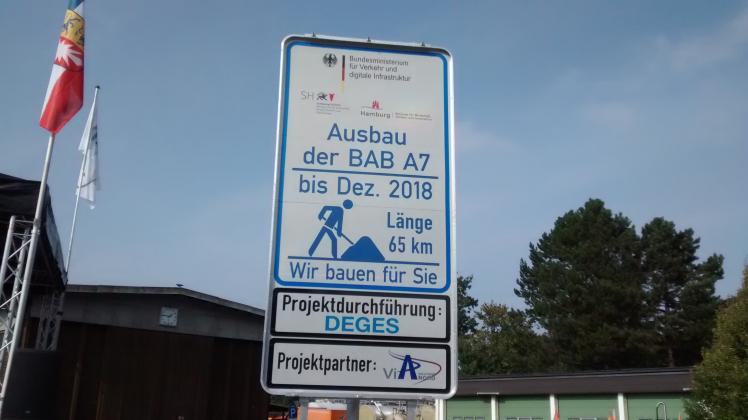 Bundesministerium
für Verkehr und
digitale Infrastruktur
SH
Hamburg
Ausbau
der BAB A7
bis Dez. 2018
Länge
65 km
Wir bauen für Sie
Projektdurchführung:
DEGES
Projektpartner:
Via